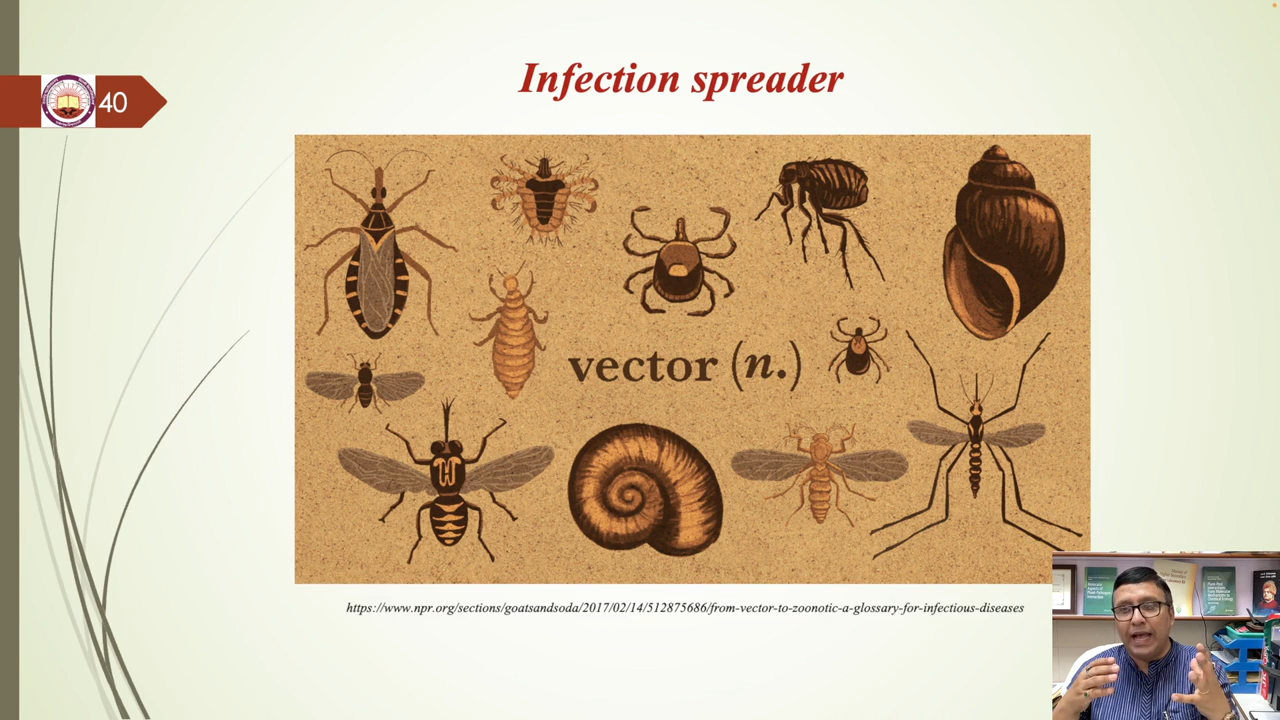 Infection spreader
40
vector (n.)
https://www.npr.org/sections/goatsandsoda/2017/02/14/512875686/from-vector-to-zoonotic-a-glossary-for-infectious-diseases